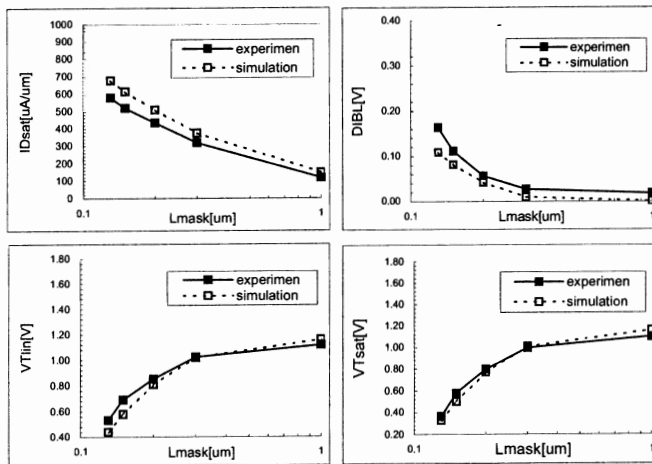 IDsat[uA/um]
1000
900
800
700
600
500
400
300
200
100
0
experimen
simulation
0.1
Lmask[um]
1
DIBL[V]
0.40
0.30
0.20
0.10
0.00
experimen
simulation
0.1
Lmask[um]
1
VTlin[V]
1.80
1.60
1.40
1.20
1.00
0.80
0.60
0.40
experimen
simulation
0.1
Lmask[um]
1
VTsat[V]
1.80
1.60
1.40
1.20
1.00
0.80
0.60
0.40
0.20
experimen
simulation
0.1
Lmask[um]
1